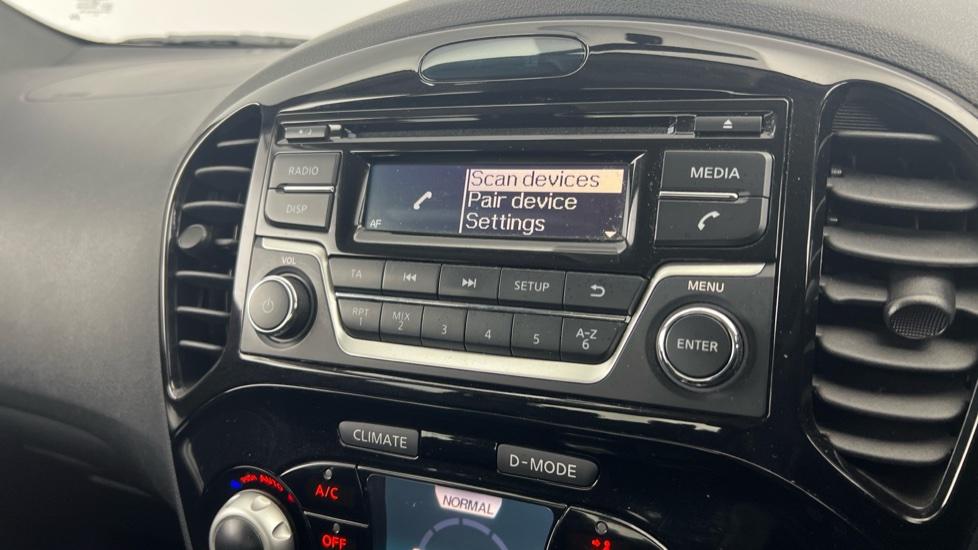 RADIO
DISP
AF
Scan devices
Pair device
Settings
MEDIA
VOL
TA
SETUP
MENU
RPT
1
MIX
2
3
4
5
A-Z
6
ENTER
CLIMATE
D-MODE
AUTO
A/C
OFF
NORMAL